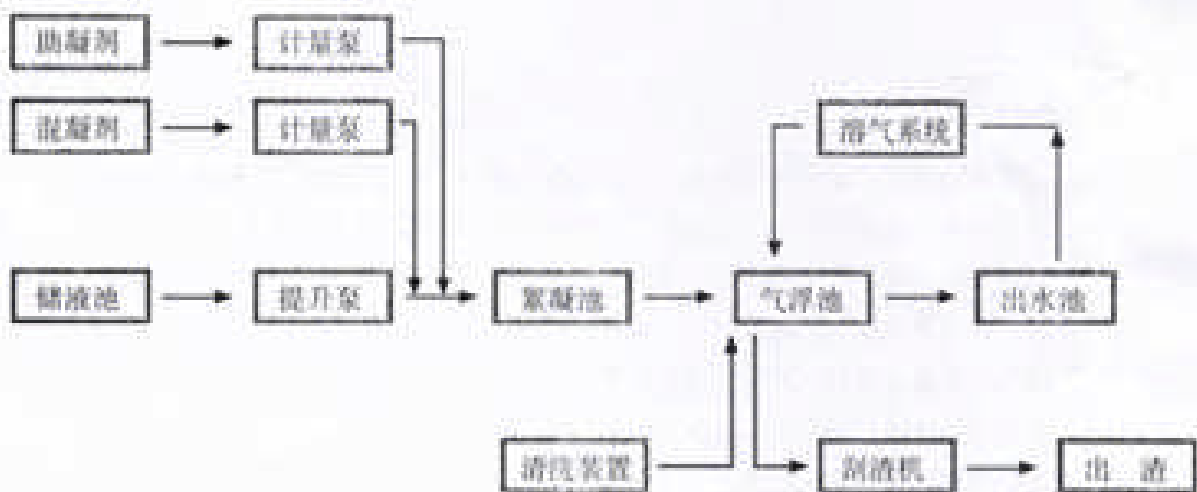 助凝剂
计量泵
混凝剂
计量泵
溶气系统
储液池
提升泵
絮凝池
气浮池
出水池
清洗装置
刮渣机
出 渣